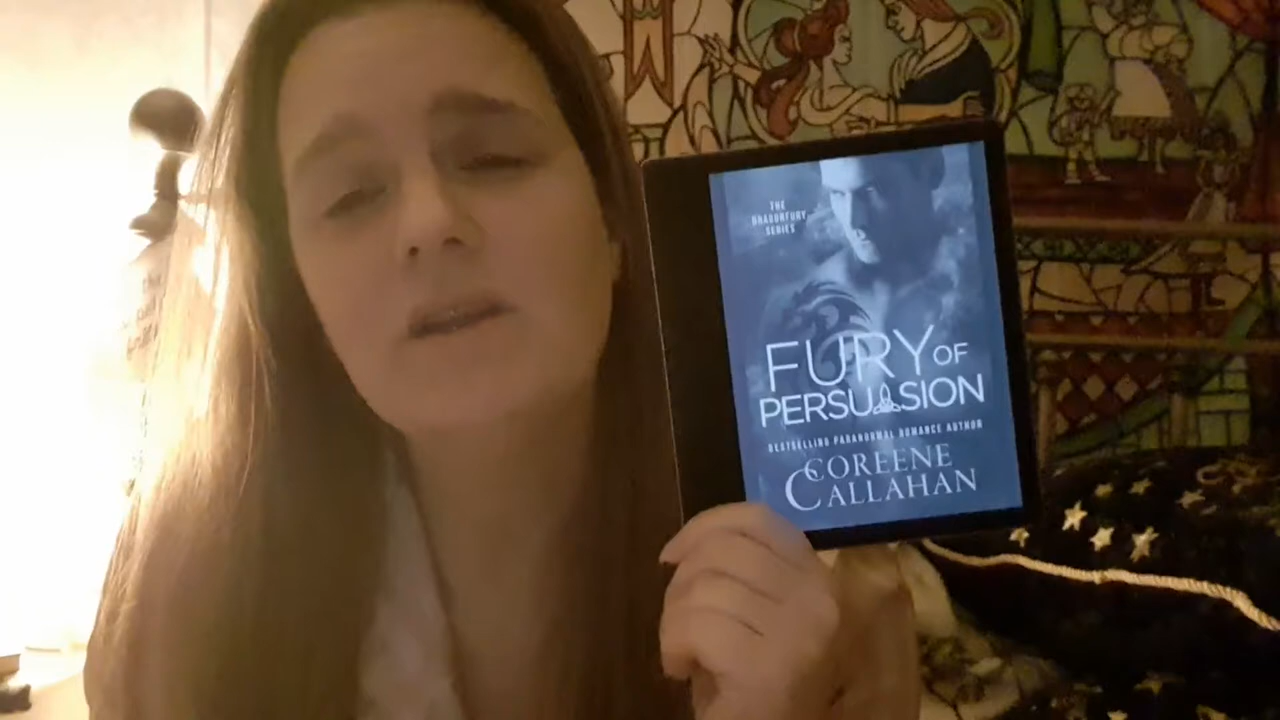 THE
DRAGONFURY
SERIES
FURY OF
PERSUASION
BESTSELLING PARANORMAL ROMANCE AUTHOR
COREENE
CALLAHAN